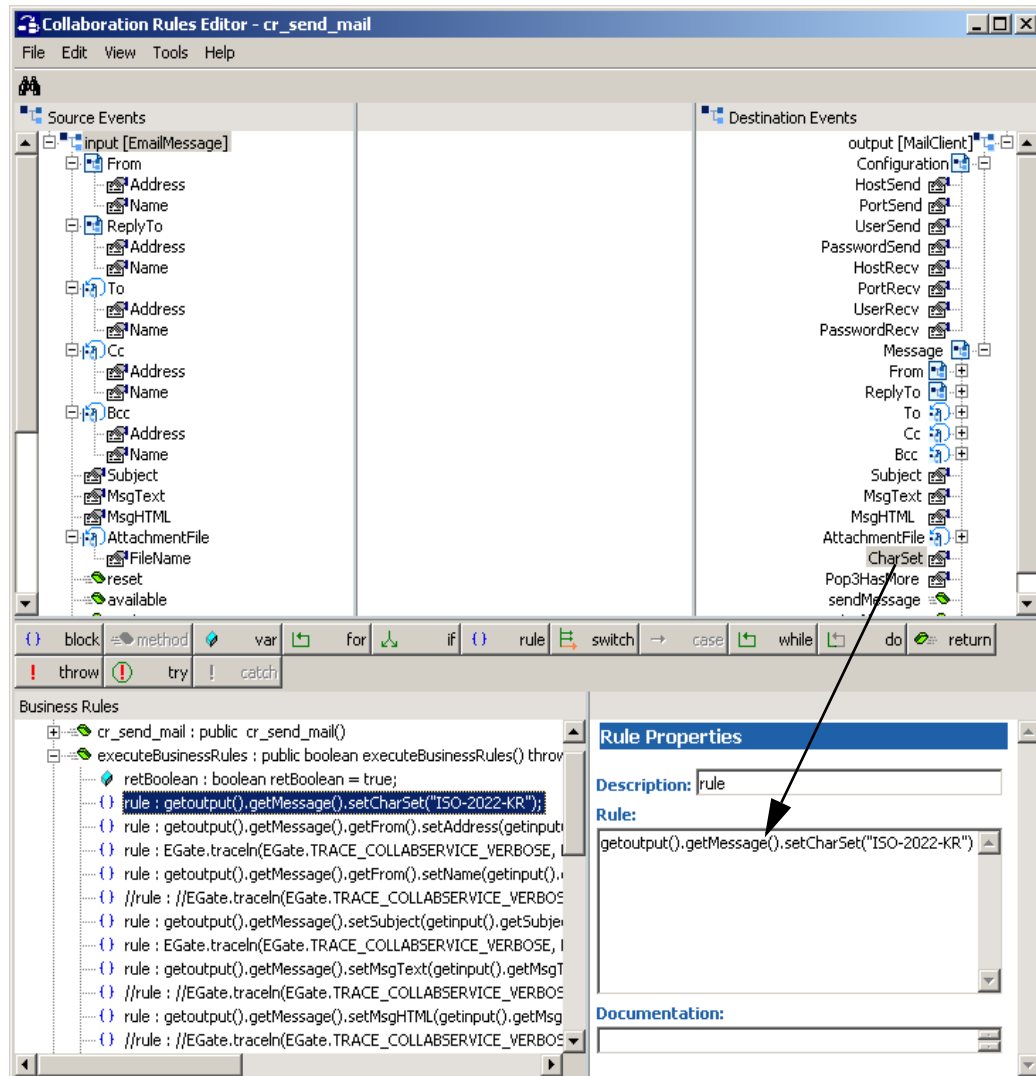 Collaboration Rules Editor - cr_send_mail
File Edit View Tools Help
Source Events
Destination Events
input [EmailMessage]
From
Address
Name
ReplyTo
Address
Name
To
Address
Name
Cc
Address
Name
Bcc
Address
Name
Subject
MsgText
MsgHTML
AttachmentFile
FileName
reset
available
output [MailClient]
Configuration
HostSend
PortSend
UserSend
PasswordSend
HostRecv
PortRecv
UserRecv
PasswordRecv
Message
From
ReplyTo
To
Cc
Bcc
Subject
MsgText
MsgHTML
AttachmentFile
CharSet
Pop3HasMore
sendMessage
{} block method var for if {} rule switch case while do return
! throw ! try ! catch
Business Rules
cr_send_mail : public cr_send_mail()
executeBusinessRules : public boolean executeBusinessRules() throw
retBoolean : boolean retBoolean = true;
{} rule : getoutput().getMessage().setCharSet("ISO-2022-KR");
{} rule : getoutput().getMessage().getFrom().setAddress(getinput
{} rule : EGate.traceln(EGate.TRACE_COLLABSERVICE_VERBOSE,
{} rule : getoutput().getMessage().getFrom().setName(getinput().
{} //rule : //EGate.traceln(EGate.TRACE_COLLABSERVICE_VERBOS
{} rule : getoutput().getMessage().setSubject(getinput().getSubje
{} rule : EGate.traceln(EGate.TRACE_COLLABSERVICE_VERBOSE,
{} rule : getoutput().getMessage().setMsgText(getinput().getMsgT
{} //rule : //EGate.traceln(EGate.TRACE_COLLABSERVICE_VERBOS
{} rule : getoutput().getMessage().setMsgHTML(getinput().getMsg
{} //rule : //EGate.traceln(EGate.TRACE_COLLABSERVICE_VERBOS
Rule Properties
Description: rule
Rule:
getoutput().getMessage().setCharSet("ISO-2022-KR")
Documentation: